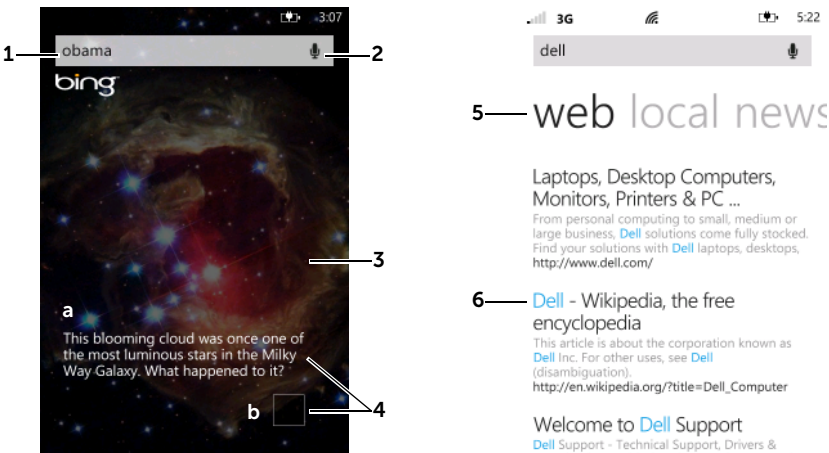 3:07
1
obama
2
bing
3
a
This blooming cloud was once one of
the most luminous stars in the Milky
Way Galaxy. What happened to it?
b
4
3G
5:22
dell
5
web local news
Laptops, Desktop Computers,
Monitors, Printers & PC ...
From personal computing to small, medium or
large business, Dell solutions come fully stocked.
Find your solutions with Dell laptops, desktops,
http://www.dell.com/
6
Dell - Wikipedia, the free
encyclopedia
This article is about the corporation known as
Dell Inc. For other uses, see Dell
(disambiguation).
http://en.wikipedia.org/?title=Dell_Computer
Welcome to Dell Support
Dell Support - Technical Support, Drivers &